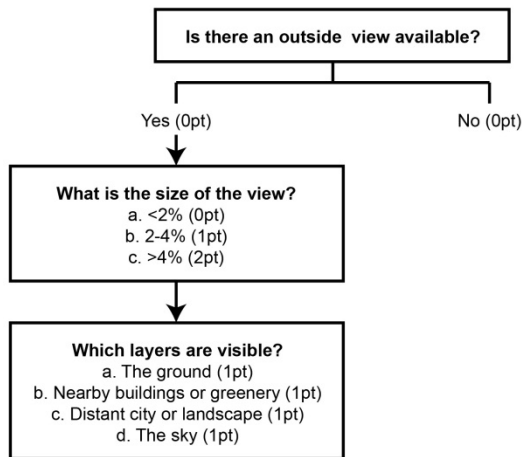 Is there an outside view available?
Yes (0pt)
No (0pt)
What is the size of the view?
a. <2% (0pt)
b. 2-4% (1pt)
c. >4% (2pt)
Which layers are visible?
a. The ground (1pt)
b. Nearby buildings or greenery (1pt)
c. Distant city or landscape (1pt)
d. The sky (1pt)